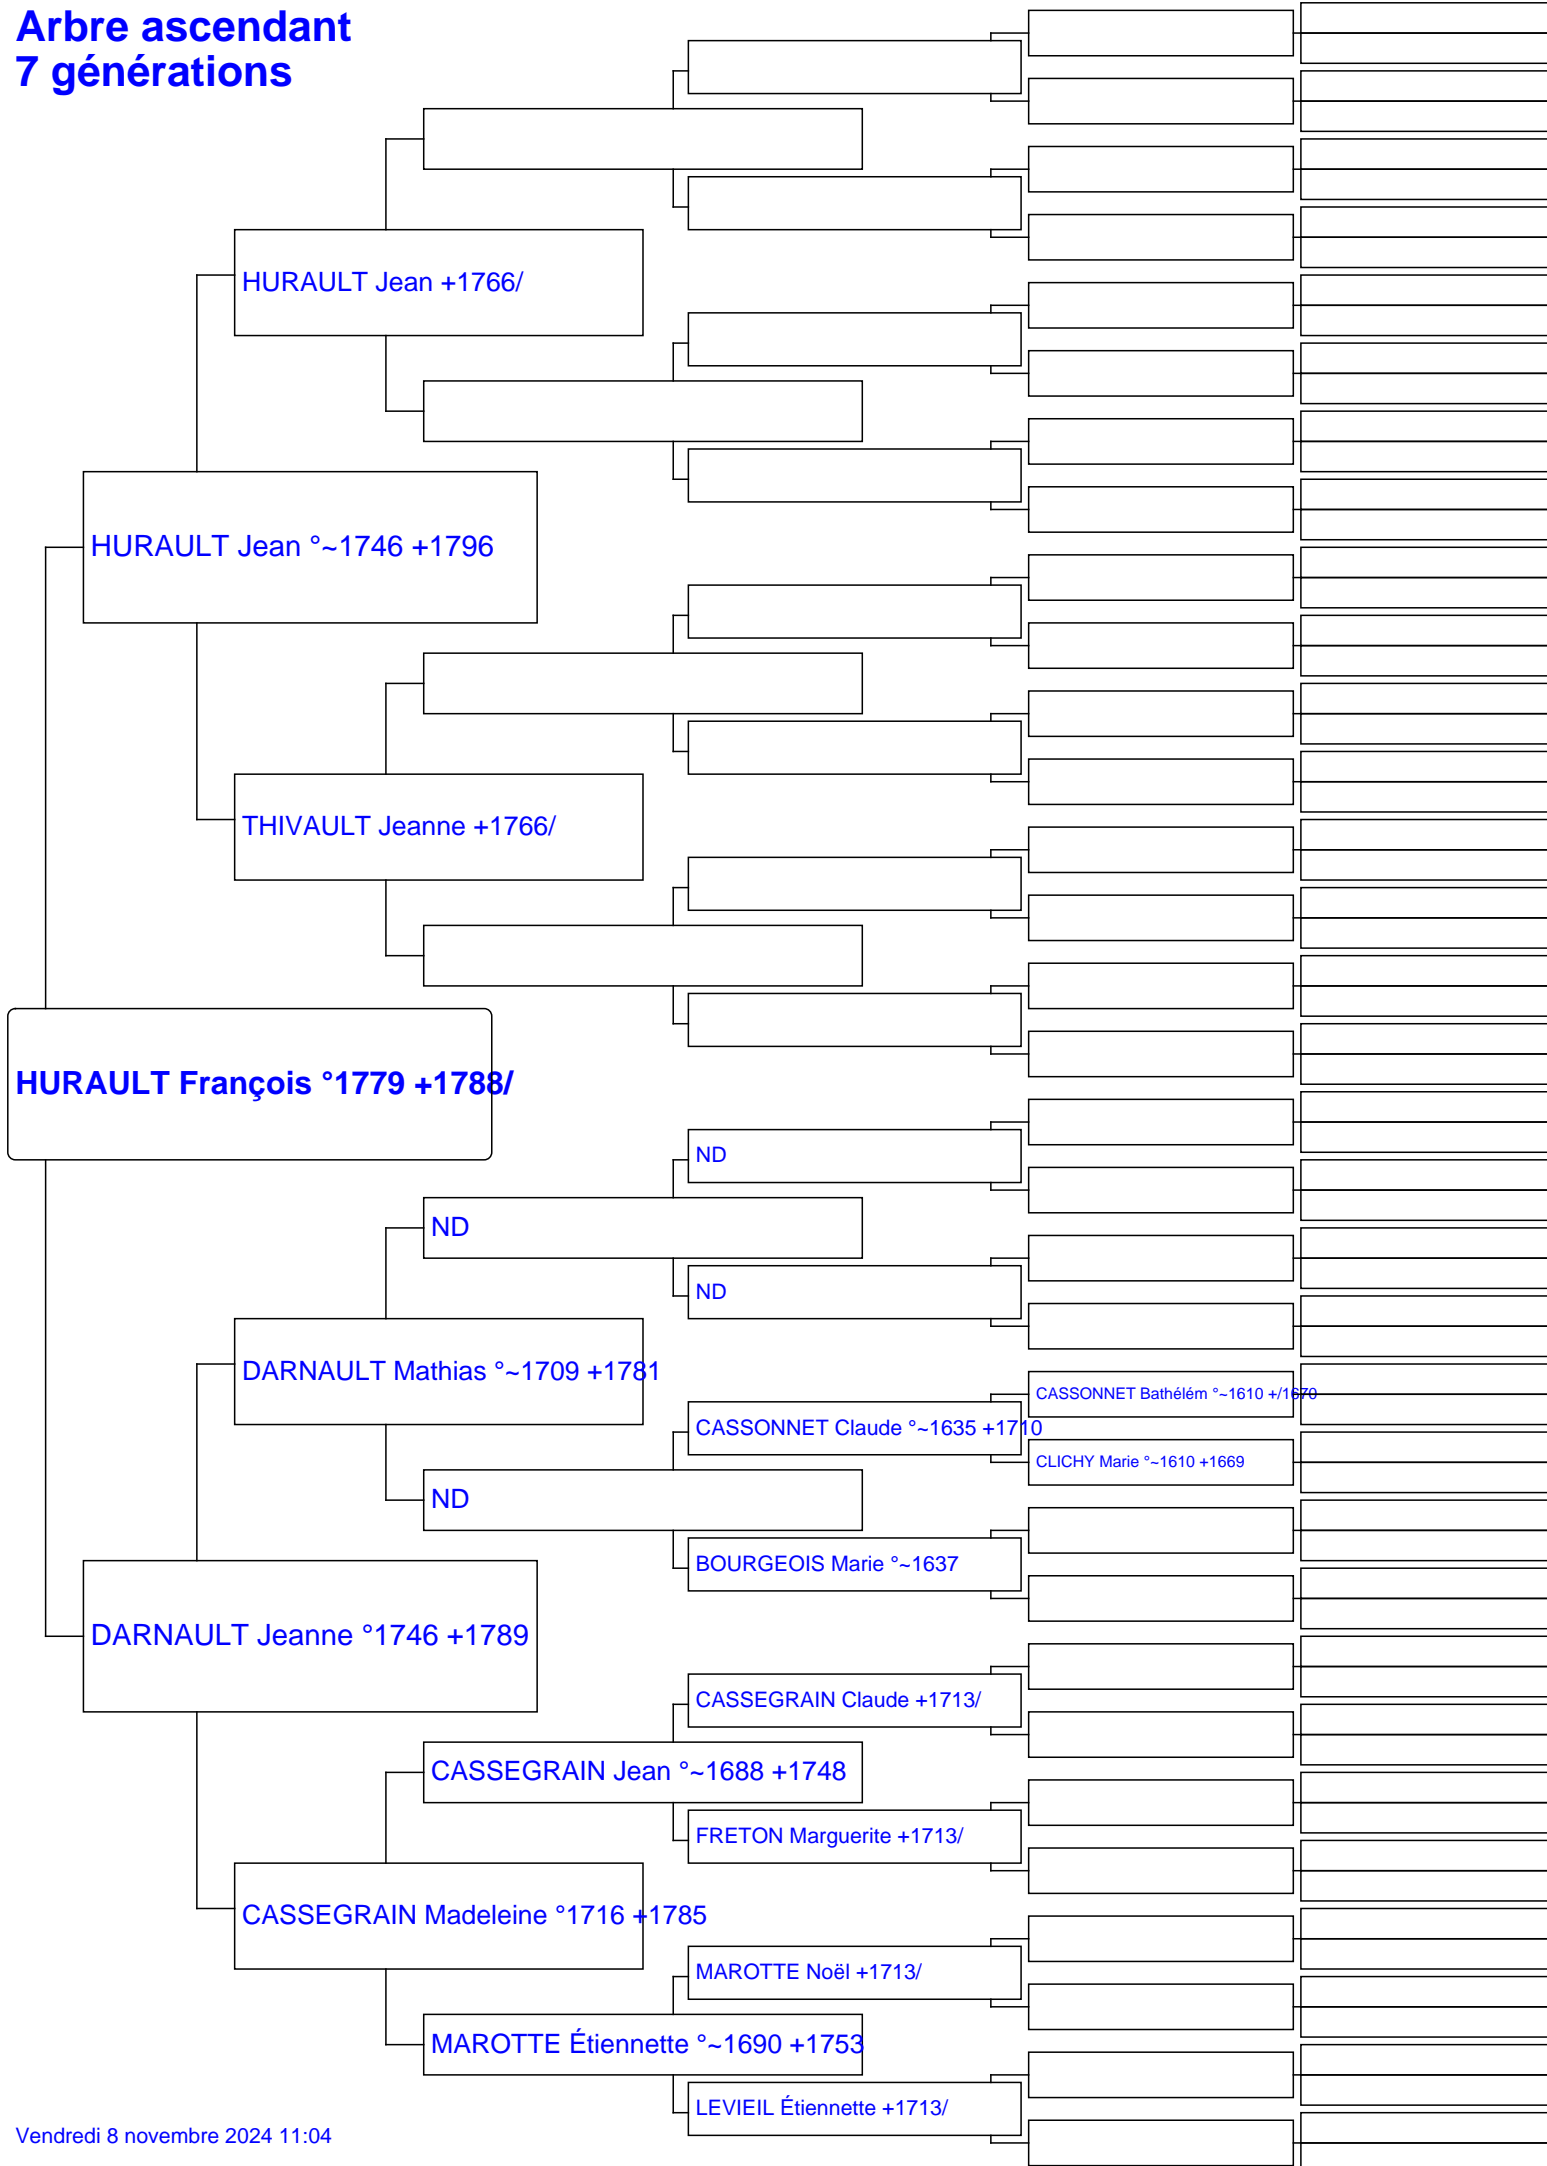 Arbre ascendant
7 générations
HURAULT Jean +1766/
HURAULT Jean °~1746 +1796
THIVAULT Jeanne +1766/
HURAULT François °1779 +1788/
ND
ND
ND
DARNAULT Mathias °~1709 +1781
CASSONNET Bathélém °~1610 +/1670
CASSONNET Claude °~1635 +1710
CLICHY Marie °~1610 +1669
ND
BOURGEOIS Marie °~1637
DARNAULT Jeanne °1746 +1789
CASSEGRAIN Claude +1713/
CASSEGRAIN Jean °~1688 +1748
FRETON Marguerite +1713/
CASSEGRAIN Madeleine °1716 +1785
MAROTTE Noël +1713/
MAROTTE Étiennette °~1690 +1753
LEVIEIL Étiennette +1713/
Vendredi 8 novembre 2024 11:04